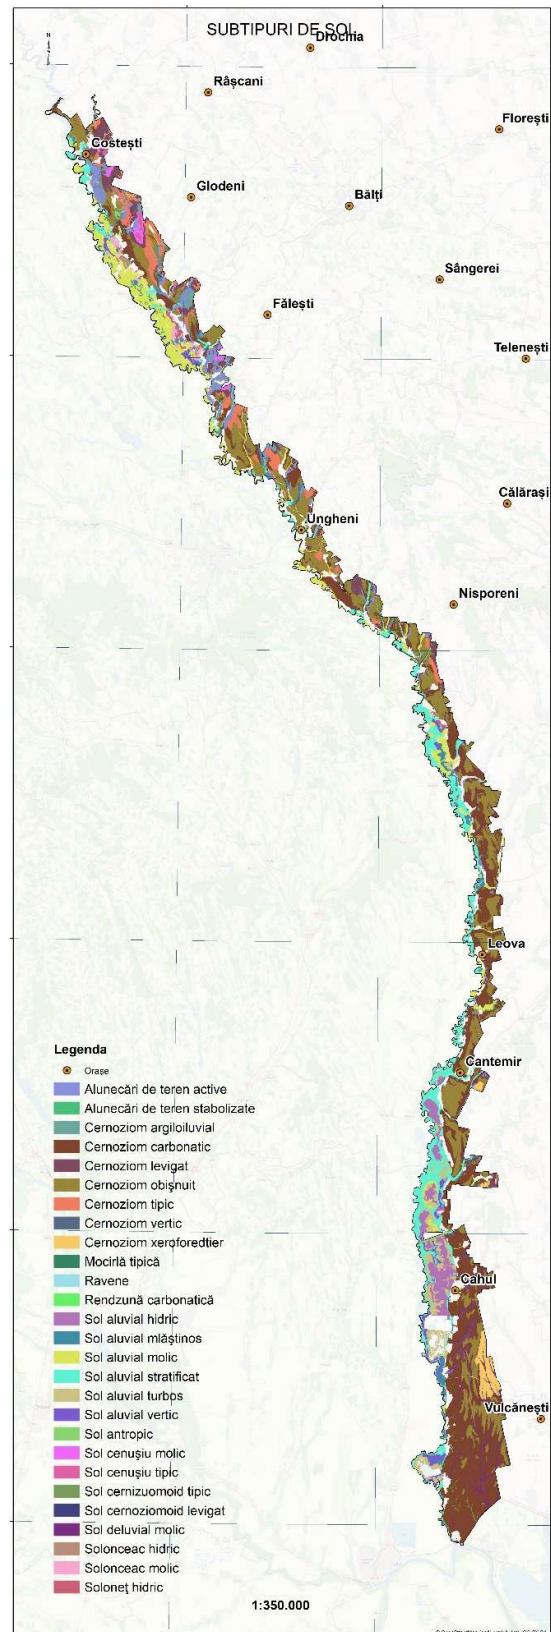 SUBTIPURI DE SOL
Drochia
Râșcani
Florești
Costești
Glodeni
Bălți
Sângerei
Fălești
Telenești
Călărași
Ungheni
Nisporeni
Leova
Cantemir
Cahul
Vulcănești
Legenda
Orașe
Alunecări de teren active
Alunecări de teren stabolizate
Cernoziom argiloiluvial
Cernoziom carbonatic
Cernoziom levigat
Cernoziom obișnuit
Cernoziom tipic
Cernoziom vertic
Cernoziom xeroforedtier
Mocirlă tipică
Ravene
Rendzună carbonatică
Sol aluvial hidric
Sol aluvial mlăștinos
Sol aluvial molic
Sol aluvial stratificat
Sol aluvial turbos
Sol aluvial vertic
Sol antropic
Sol cenușiu molic
Sol cenușiu tipic
Sol cernizuomoid tipic
Sol cernoziomoid levigat
Sol deluvial molic
Solonceac hidric
Solonceac molic
Soloneț hidric
1:350.000